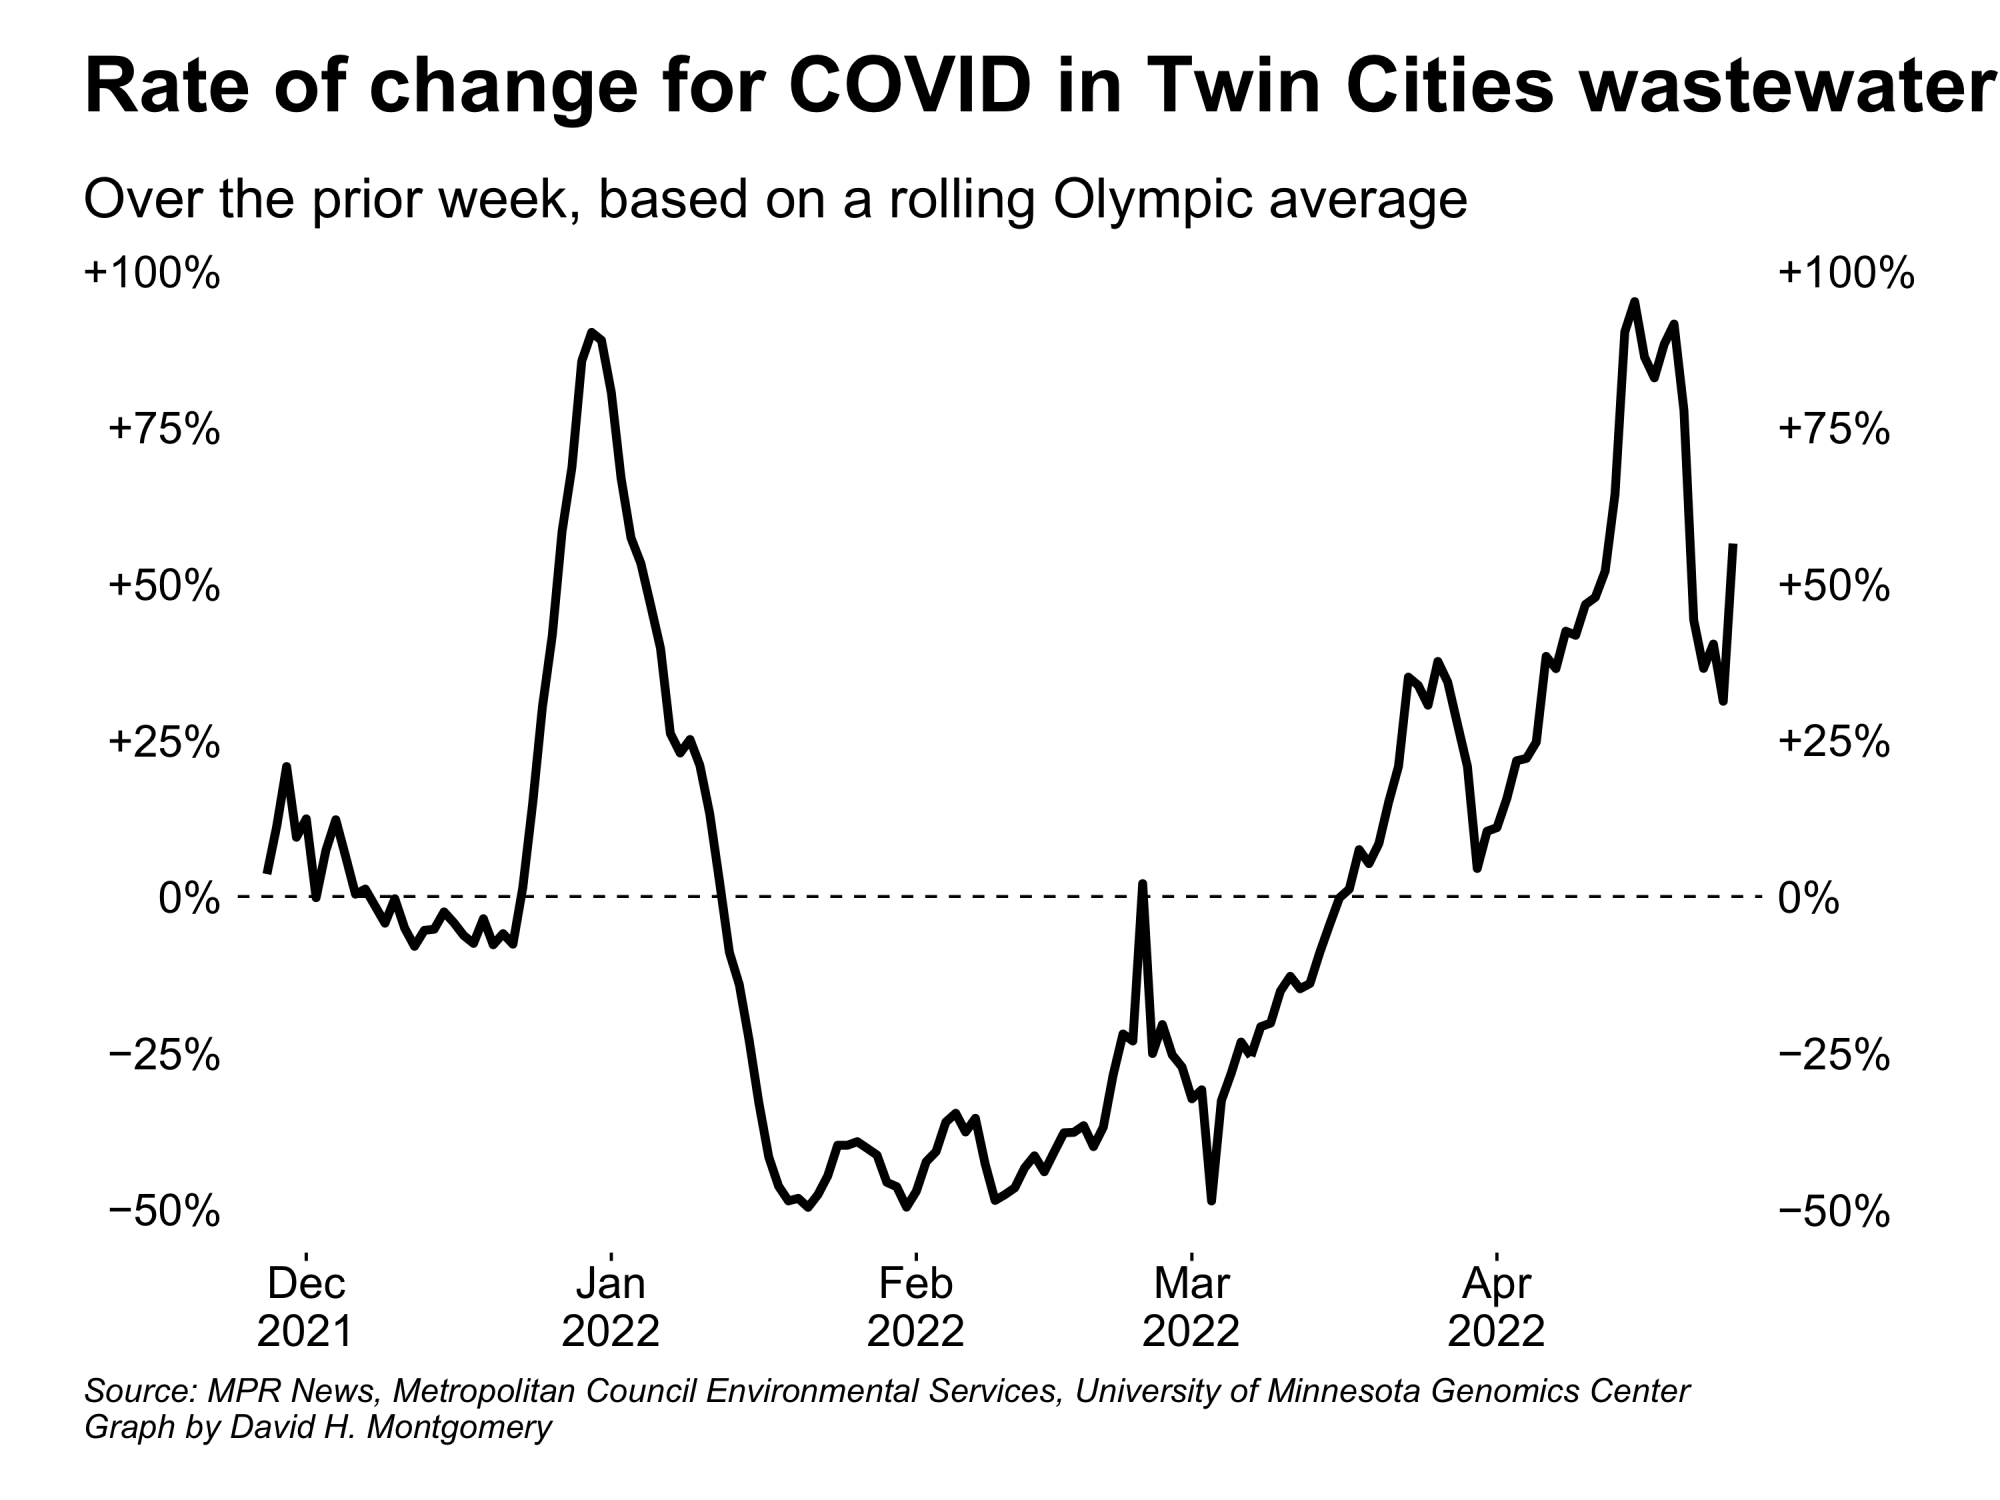 Rate of change for COVID in Twin Cities wastewater
Over the prior week, based on a rolling Olympic average
+100% +100%
+75% +75%
+50% +50%
+25% +25%
0% 0%
−25% −25%
−50% −50%
Dec Jan Feb Mar Apr
2021 2022 2022 2022 2022
Source: MPR News, Metropolitan Council Environmental Services, University of Minnesota Genomics Center
Graph by David H. Montgomery